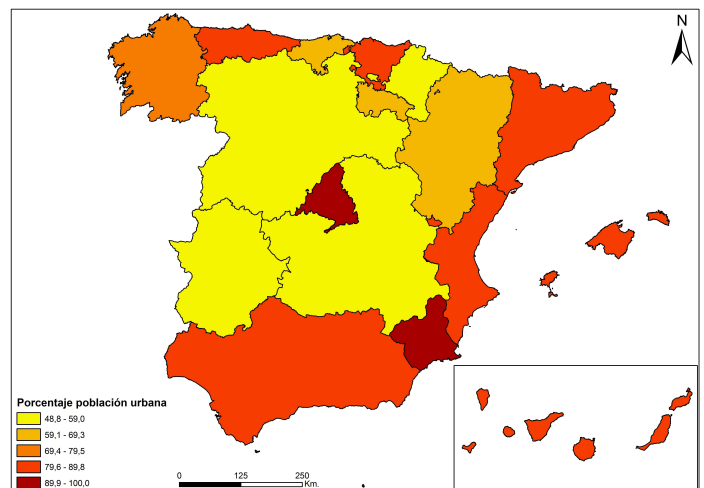 N
Porcentaje población urbana
48,8 - 59,0
59,1 - 69,3
69,4 - 79,5
79,6 - 89,8
89,9 - 100,0
0 125 250
Km.